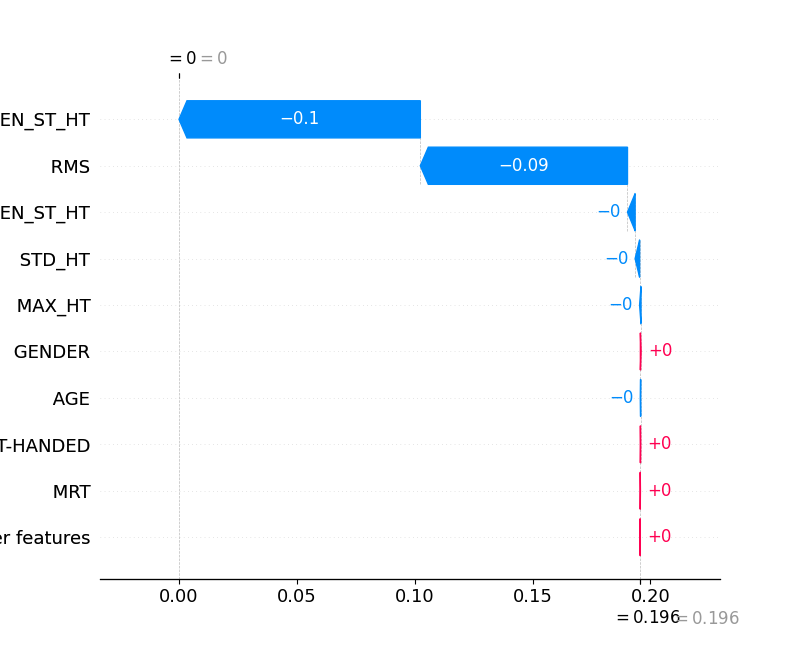 = 0 = 0
EN_ST_HT −0.1
RMS −0.09
EN_ST_HT −0
STD_HT −0
MAX_HT −0
GENDER +0
AGE −0
T-HANDED +0
MRT +0
er features +0
0.00 0.05 0.10 0.15 0.20
= 0.196 = 0.196